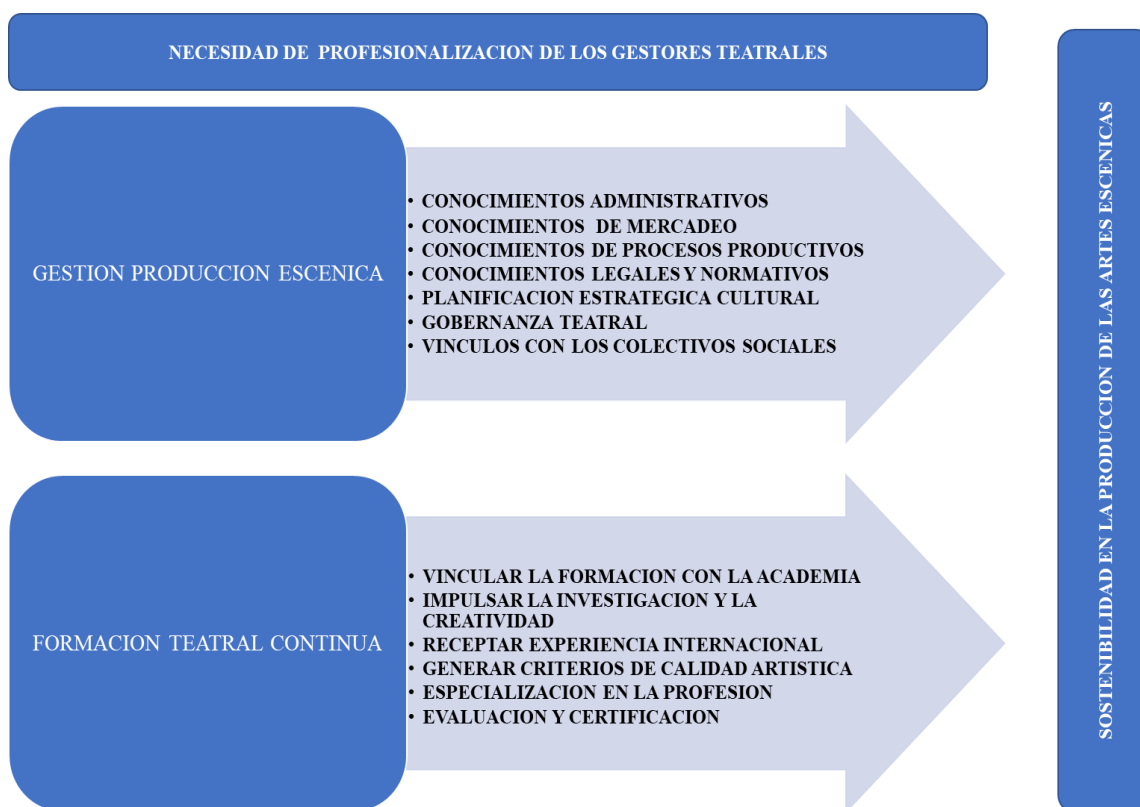 NECESIDAD DE PROFESIONALIZACION DE LOS GESTORES TEATRALES
GESTION PRODUCCION ESCENICA
• CONOCIMIENTOS ADMINISTRATIVOS
• CONOCIMIENTOS DE MERCADEO
• CONOCIMIENTOS DE PROCESOS PRODUCTIVOS
• CONOCIMIENTOS LEGALES Y NORMATIVOS
• PLANIFICACION ESTRATEGICA CULTURAL
• GOBERNANZA TEATRAL
• VINCULOS CON LOS COLECTIVOS SOCIALES
FORMACION TEATRAL CONTINUA
• VINCULAR LA FORMACION CON LA ACADEMIA
• IMPULSAR LA INVESTIGACION Y LA
CREATIVIDAD
• RECEPTAR EXPERIENCIA INTERNACIONAL
• GENERAR CRITERIOS DE CALIDAD ARTISTICA
• ESPECIALIZACION EN LA PROFESION
• EVALUACION Y CERTIFICACION
SOSTENIBILIDAD EN LA PRODUCCION DE LAS ARTES ESCENICAS